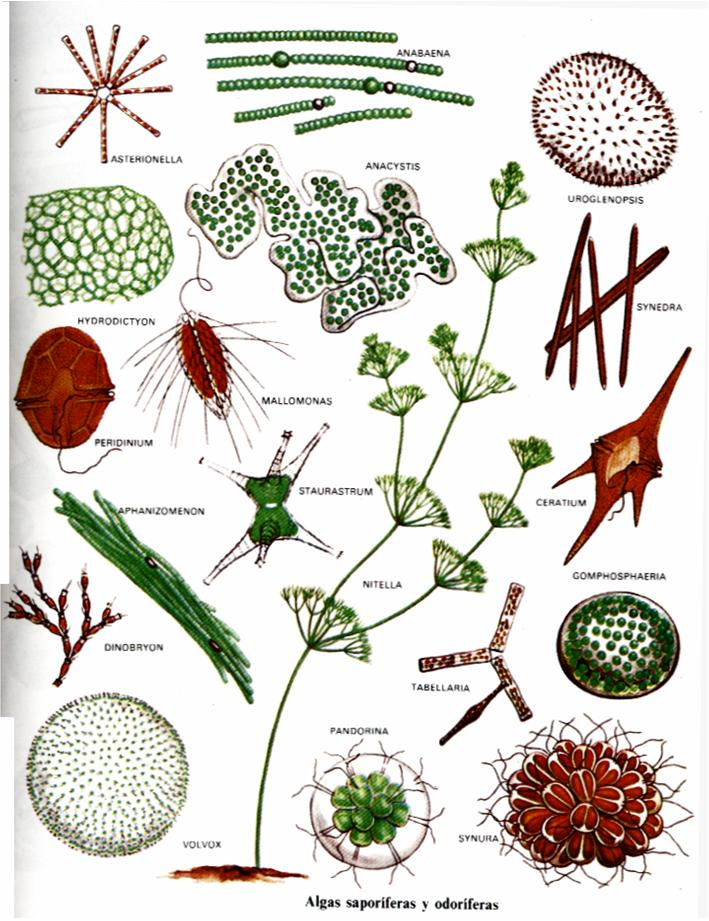 ANABAENA
ASTERIONELLA
ANACYSTIS
UROGLENOPSIS
SYNEDRA
HYDRODICTYON
MALLOMONAS
PERIDINIUM
STAURASTRUM
CERATIUM
APHANIZOMENON
GOMPHOSPHAERIA
NITELLA
DINOBRYON
TABELLARIA
PANDORINA
SYNURA
VOLVOX
Algas saporíferas y odoríferas